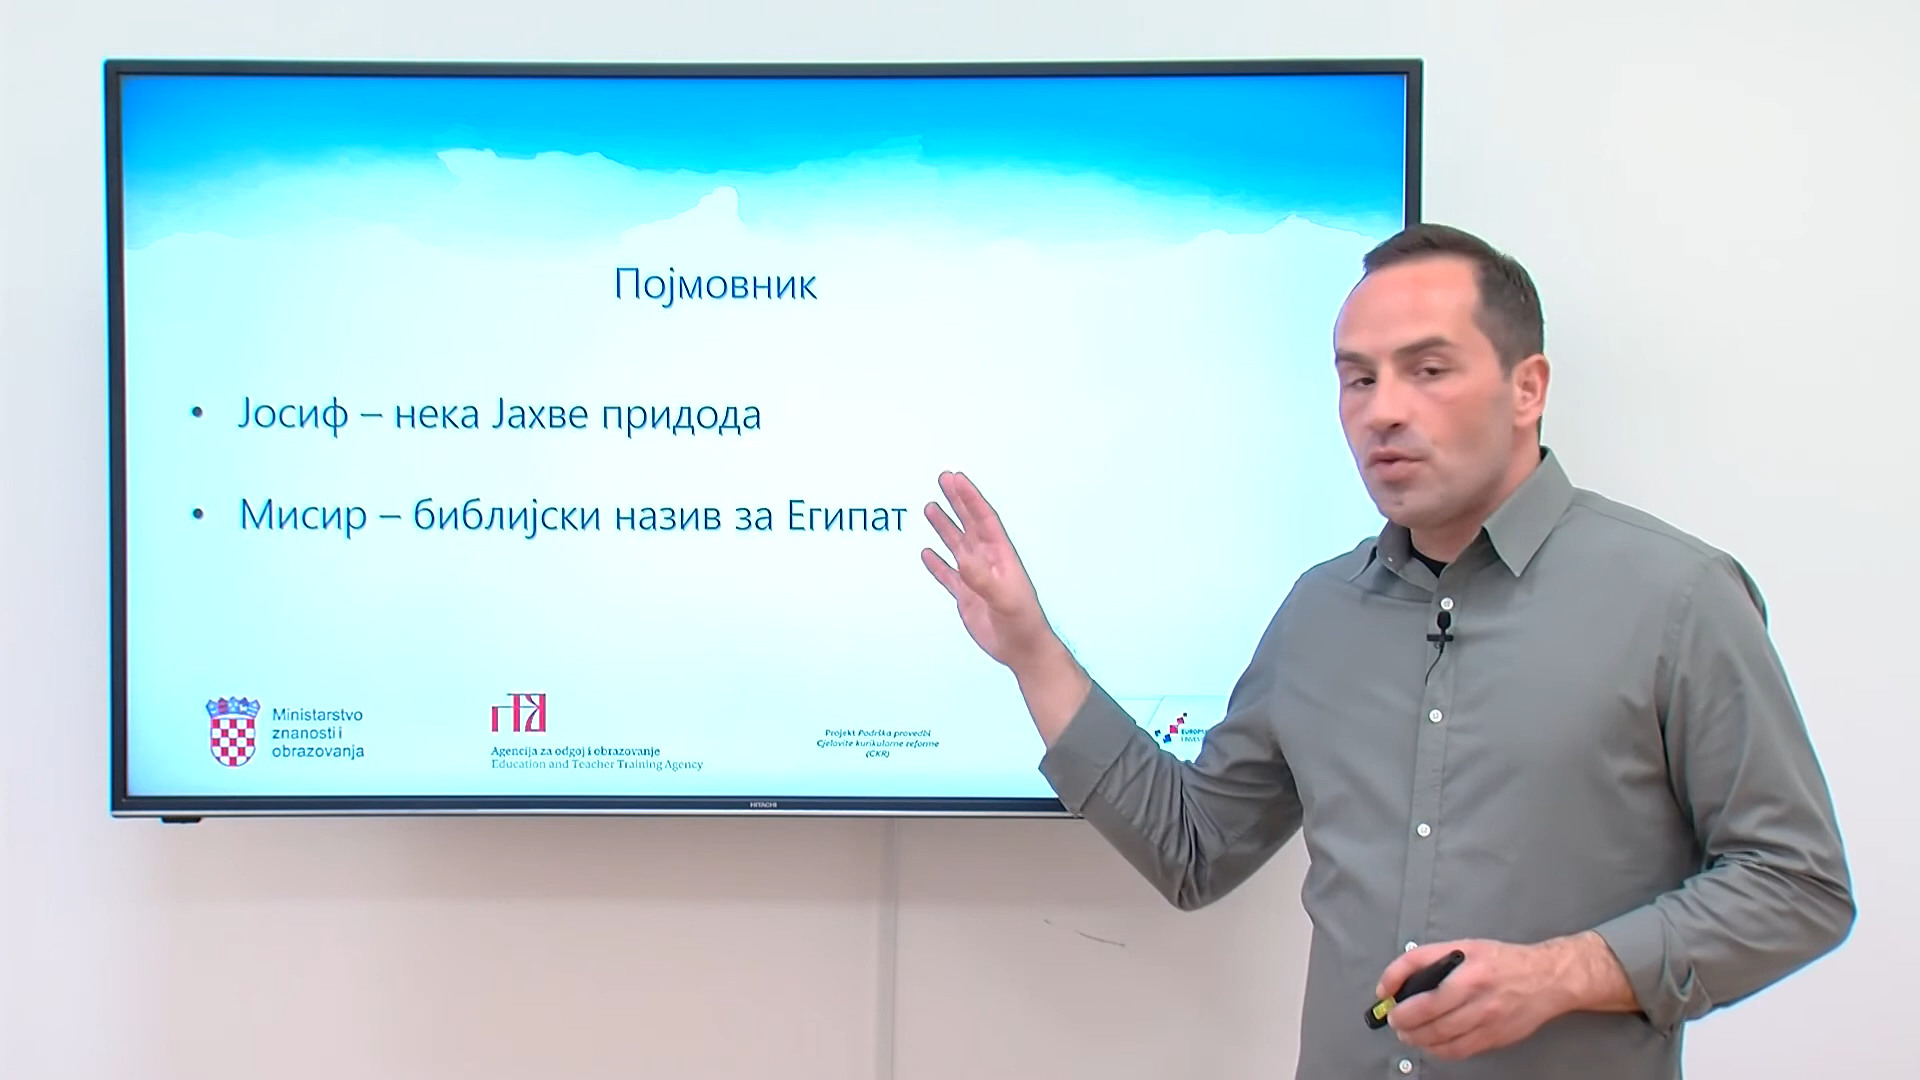 Појмовник
• Јосиф – нека Јахве придода
• Мисир – библијски назив за Египат
Ministarstvo
znanosti i
obrazovanja
Agencija za odgoj i obrazovanje
Education and Teacher Training Agency
Projekt Podrška provedbi
Cjelovite kurikularne reforme
(CKR)
HITACHI